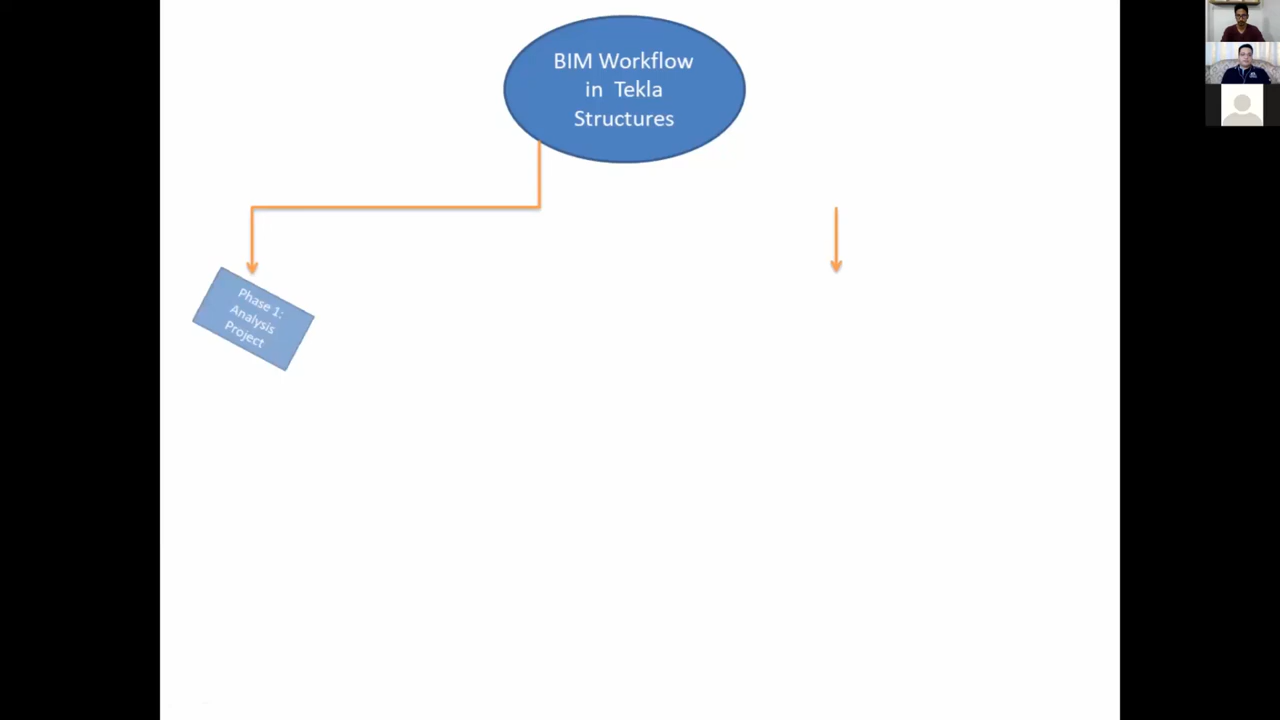 BIM Workflow
in Tekla
Structures
Phase 1:
Analysis
Project